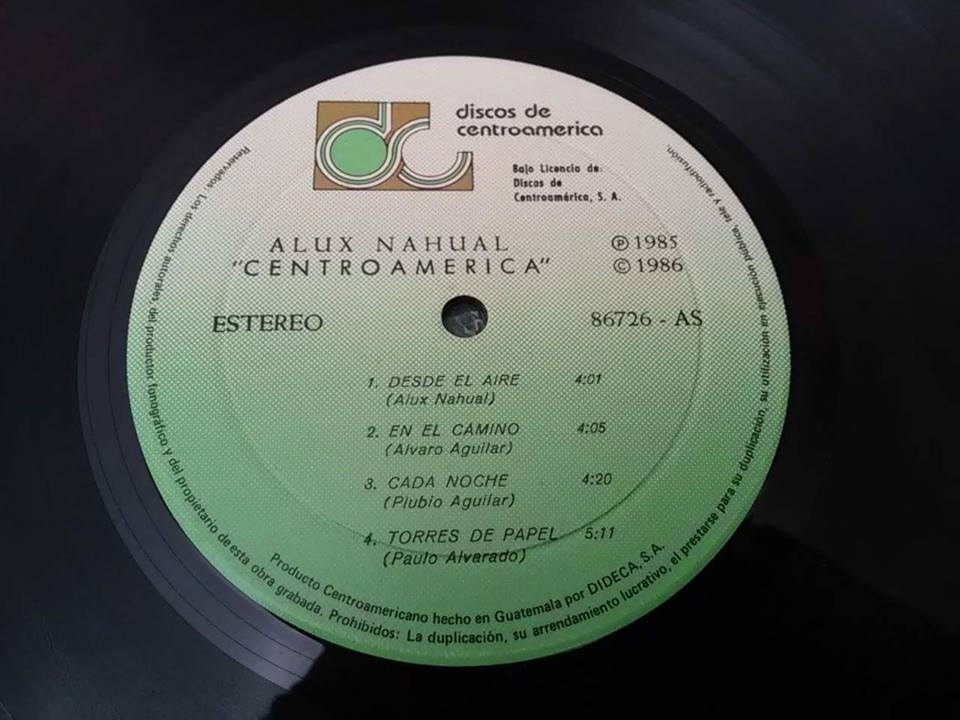 dc
discos de
centroamerica
Bajo Licencia de:
Discos de
Centroamérica, S. A.
ALUX NAHUAL
"CENTROAMERICA"
℗ 1985
© 1986
ESTEREO
86726 - AS
1. DESDE EL AIRE 4:01
(Alux Nahual)
2. EN EL CAMINO 4:05
(Alvaro Aguilar)
3. CADA NOCHE 4:20
(Plubio Aguilar)
4. TORRES DE PAPEL 5:11
(Paulo Alvarado)
Producto Centroamericano hecho en Guatemala por DIDECA, S.A.
Reservados: Los derechos autorales, del productor fonográfico y del propietario de esta obra grabada. Prohibidos: La duplicación, su arrendamiento lucrativo, el prestarse para su duplicación, su utilización en ejecución pública, tele y radiodifusión.